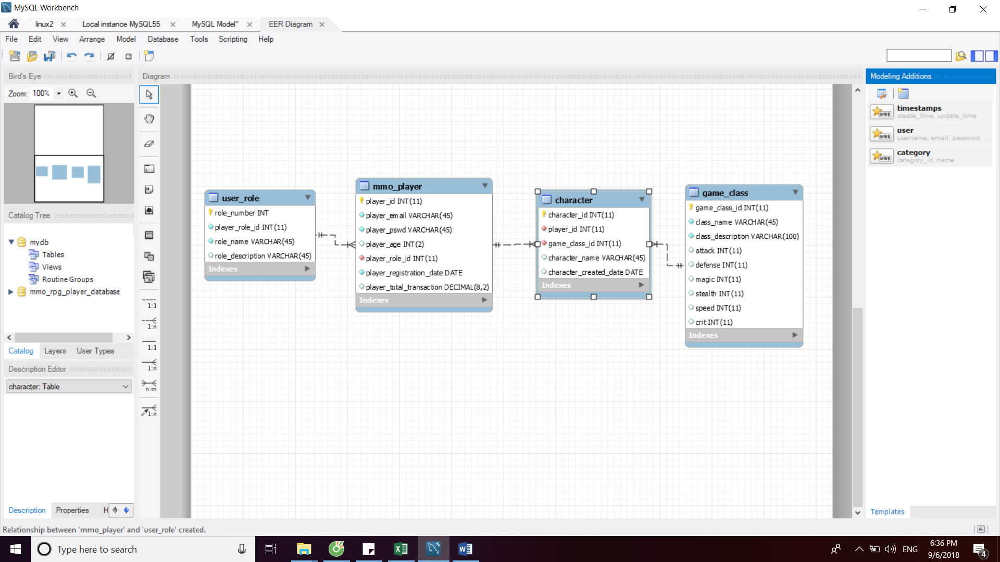 MySQL Workbench
linux2
Local instance MySQL55
MySQL Model*
EER Diagram
File Edit View Arrange Model Database Tools Scripting Help
Bird's Eye
Zoom: 100%
Catalog Tree
mydb
Tables
Views
Routine Groups
mmo_rpg_player_database
Catalog Layers User Types
Description Editor
character: Table
Description Properties H
Diagram
1:1
1:n
1:1
1:n
n:m
1:n
user_role
role_number INT
player_role_id INT(11)
role_name VARCHAR(45)
role_description VARCHAR(45)
Indexes
mmo_player
player_id INT(11)
player_email VARCHAR(45)
player_pswd VARCHAR(45)
player_age INT(2)
player_role_id INT(11)
player_registration_date DATE
player_total_transaction DECIMAL(8,2)
Indexes
character
character_id INT(11)
player_id INT(11)
game_class_id INT(11)
character_name VARCHAR(45)
character_created_date DATE
Indexes
game_class
game_class_id INT(11)
class_name VARCHAR(45)
class_description VARCHAR(100)
attack INT(11)
defense INT(11)
magic INT(11)
stealth INT(11)
speed INT(11)
crit INT(11)
Indexes
Modeling Additions
MWB
timestamps
create_time, update_time
MWB
user
username, email, password, ...
MWB
category
category_id, name
Templates
Relationship between 'mmo_player' and 'user_role' created.
Type here to search
ENG
6:36 PM
9/6/2018
4